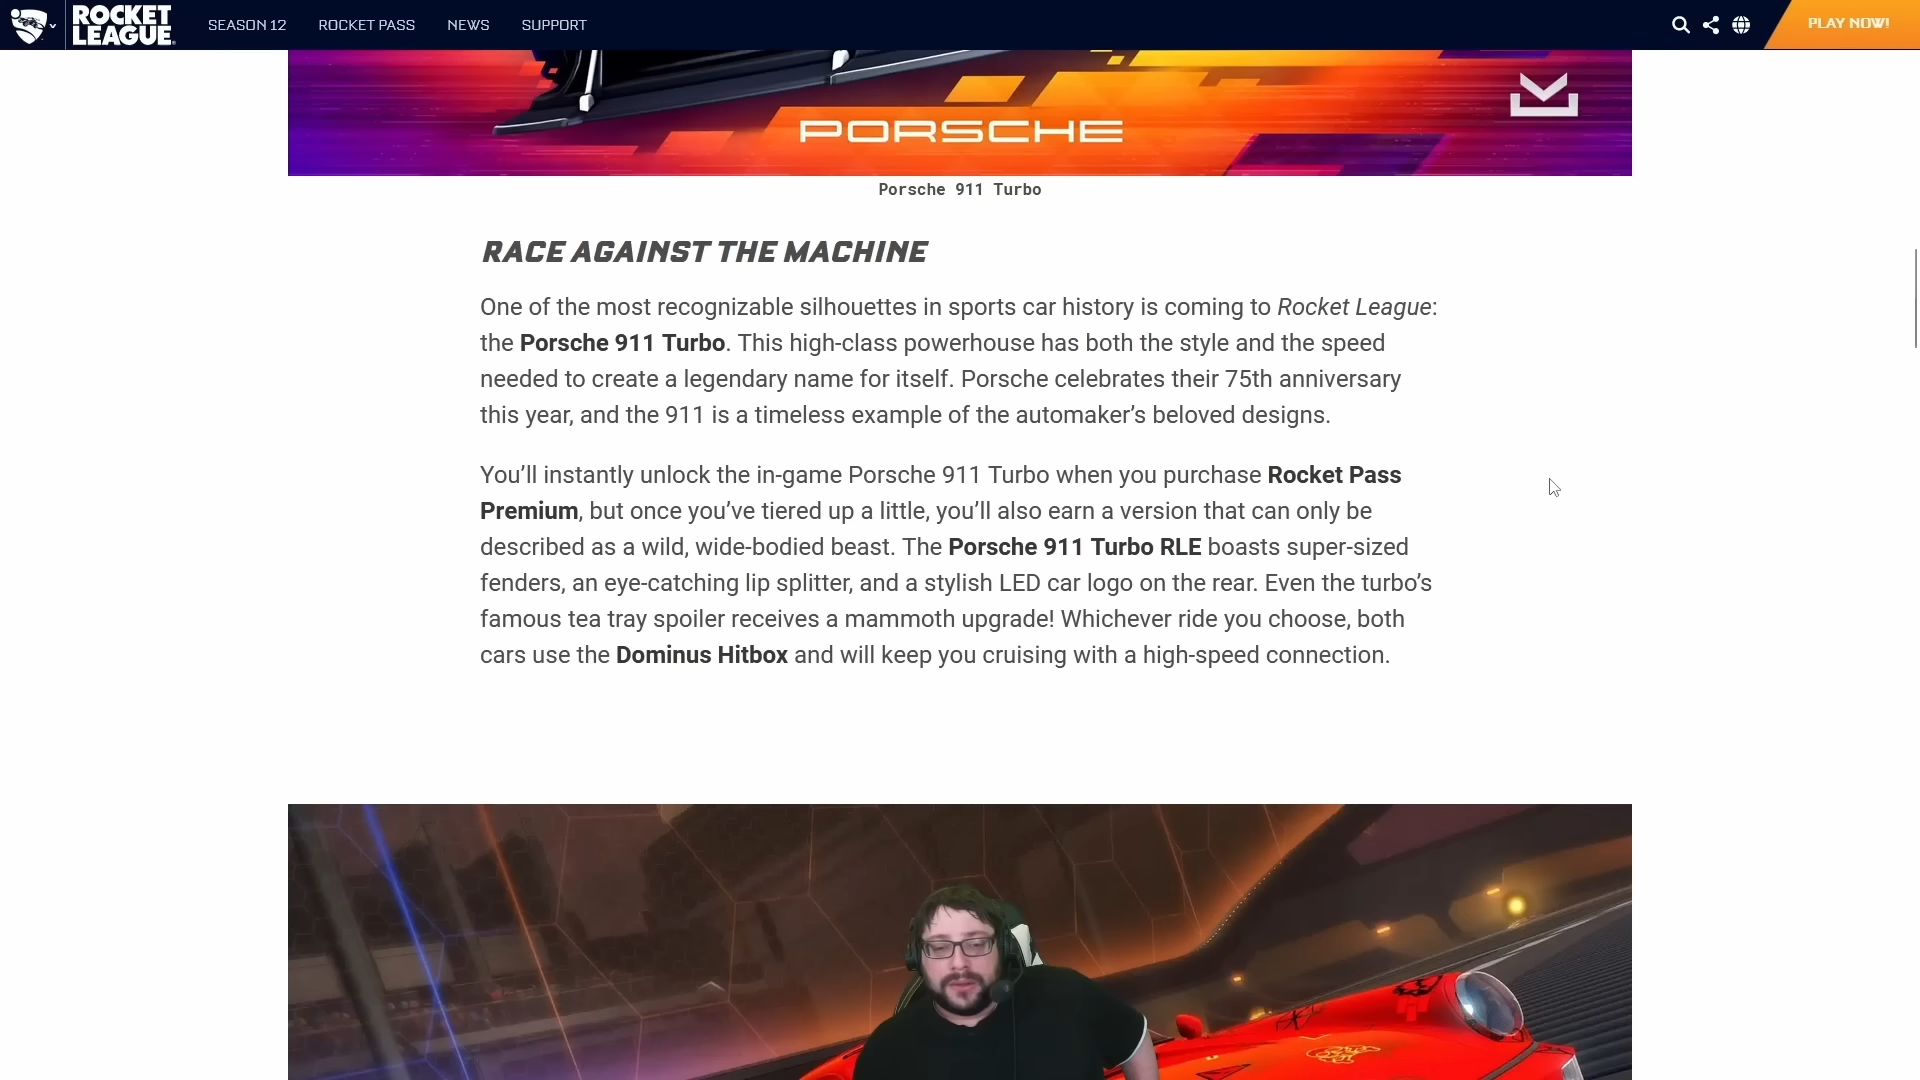 ROCKET
LEAGUE
SEASON 12
ROCKET PASS
NEWS
SUPPORT
PLAY NOW!
PORSCHE
Porsche 911 Turbo
RACE AGAINST THE MACHINE
One of the most recognizable silhouettes in sports car history is coming to Rocket League:
the Porsche 911 Turbo. This high-class powerhouse has both the style and the speed
needed to create a legendary name for itself. Porsche celebrates their 75th anniversary
this year, and the 911 is a timeless example of the automaker’s beloved designs.
You’ll instantly unlock the in-game Porsche 911 Turbo when you purchase Rocket Pass
Premium, but once you’ve tiered up a little, you’ll also earn a version that can only be
described as a wild, wide-bodied beast. The Porsche 911 Turbo RLE boasts super-sized
fenders, an eye-catching lip splitter, and a stylish LED car logo on the rear. Even the turbo’s
famous tea tray spoiler receives a mammoth upgrade! Whichever ride you choose, both
cars use the Dominus Hitbox and will keep you cruising with a high-speed connection.